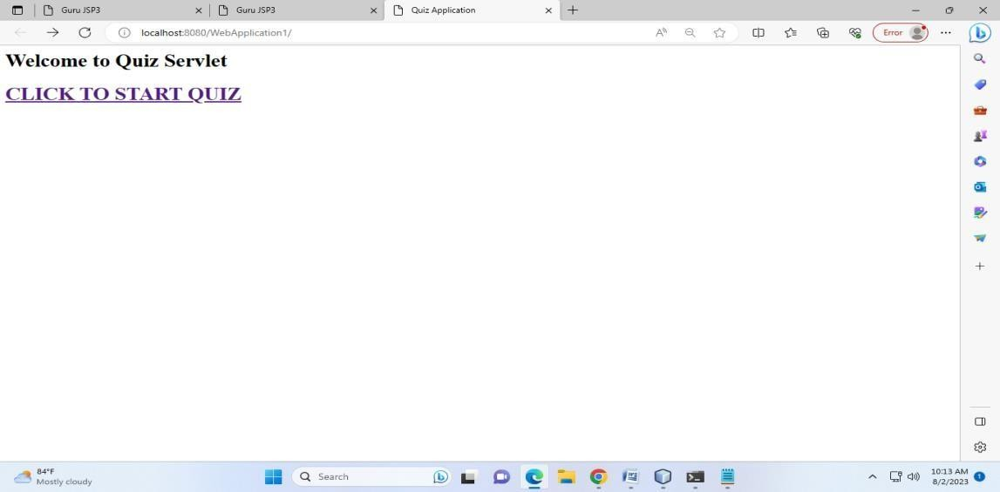 Guru JSP3
Guru JSP3
Quiz Application
localhost:8080/WebApplication1/
Error
Welcome to Quiz Servlet
CLICK TO START QUIZ
84°F
Mostly cloudy
Search
10:13 AM
8/2/2023
1